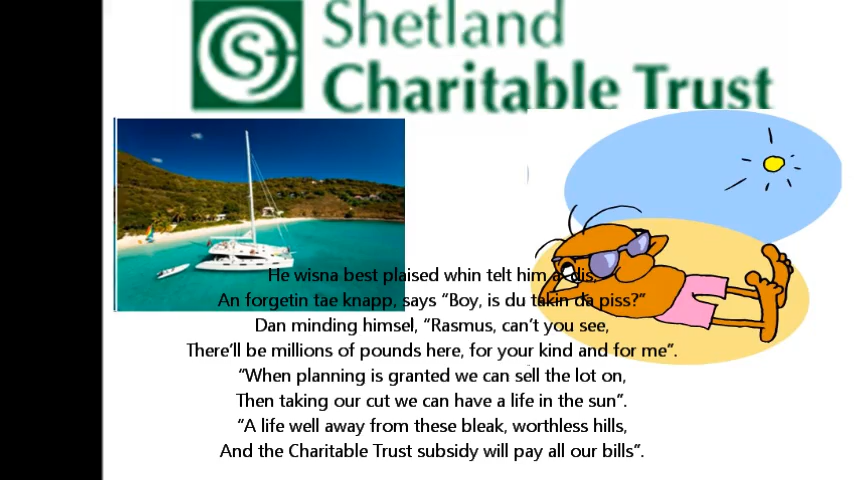 Shetland
Charitable Trust
He wisna best plaised whin telt him a' dis,
An forgetin tae knapp, says "Boy, is du takin da piss?"
Dan minding himsel, "Rasmus, can't you see,
There'll be millions of pounds here, for your kind and for me".
"When planning is granted we can sell the lot on,
Then taking our cut we can have a life in the sun".
"A life well away from these bleak, worthless hills,
And the Charitable Trust subsidy will pay all our bills".